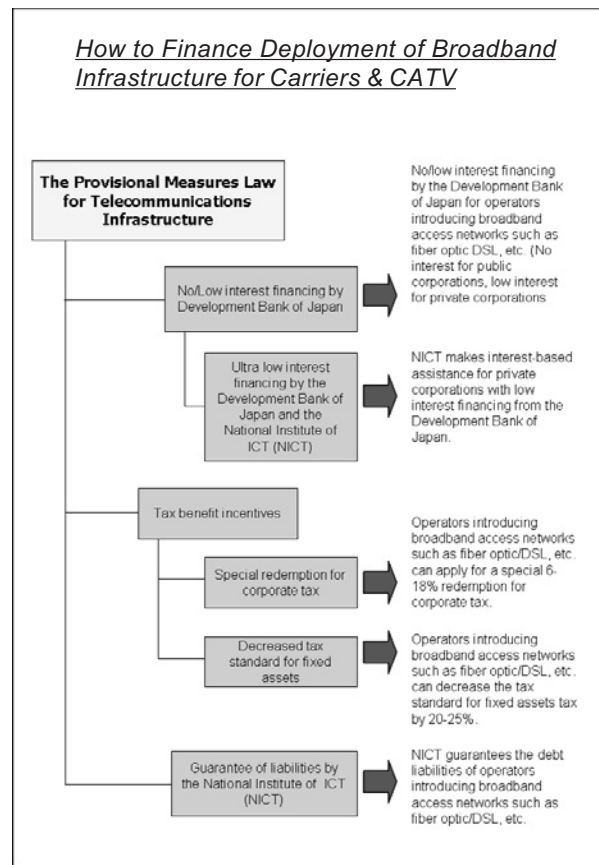 How to Finance Deployment of Broadband
Infrastructure for Carriers & CATV
The Provisional Measures Law
for Telecommunications
Infrastructure
No/low interest financing
by the Development Bank
of Japan for operators
introducing broadband
access networks such as
fiber optic DSL, etc. (No
interest for public
corporations, low interest
for private corporations
No/Low interest financing by
Development Bank of Japan
Ultra low interest
financing by the
Development Bank of
Japan and the
National Institute of
ICT (NICT)
NICT makes interest-based
assistance for private
corporations with low
interest financing from the
Development Bank of
Japan.
Tax benefit incentives
Special redemption for
corporate tax
Operators introducing
broadband access networks
such as fiber optic/DSL, etc.
can apply for a special 6-
18% redemption for
corporate tax.
Decreased tax
standard for fixed
assets
Operators introducing
broadband access networks
such as fiber optic/DSL, etc.
can decrease the tax
standard for fixed assets tax
by 20-25%.
Guarantee of liabilities by
the National Institute of ICT
(NICT)
NICT guarantees the debt
liabilities of operators
introducing broadband
access networks such as
fiber optic/DSL, etc.